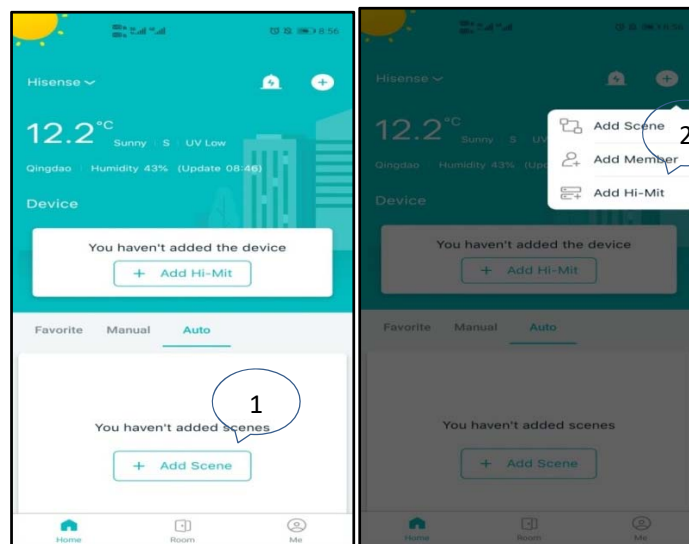 8:56
Hisense
12.2°C Sunny S UV Low
Qingdao Humidity 43% (Update 08:46)
Device
You haven't added the device
+ Add Hi-Mit
Favorite Manual Auto
1
You haven't added scenes
+ Add Scene
Home Room Me
Hisense
Add Scene
2
12.2°C Sunny S UV
Add Member
Qingdao Humidity 43% (Upd
Add Hi-Mit
Device
You haven't added the device
+ Add Hi-Mit
Favorite Manual Auto
You haven't added scenes
+ Add Scene
Home Room Me